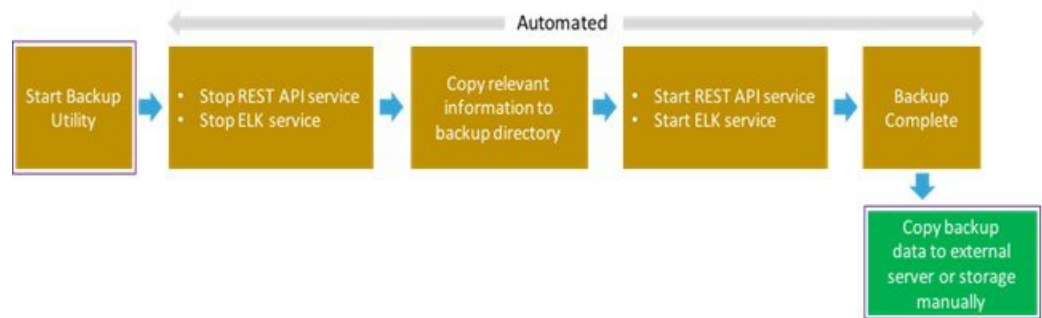 Automated
Start Backup
Utility
• Stop REST API service
• Stop ELK service
Copy relevant
information to
backup directory
• Start REST API service
• Start ELK service
Backup
Complete
Copy backup
data to external
server or storage
manually